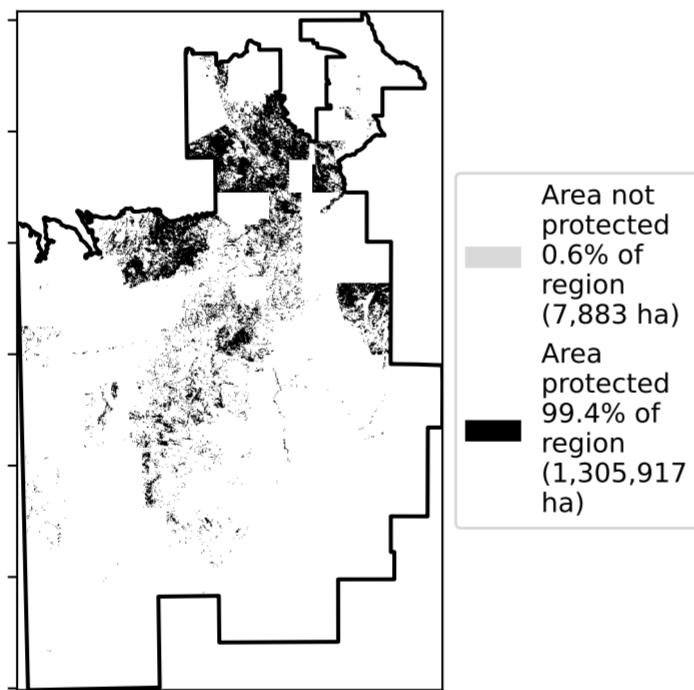 Area not
protected
0.6% of
region
(7,883 ha)
Area
protected
99.4% of
region
(1,305,917
ha)